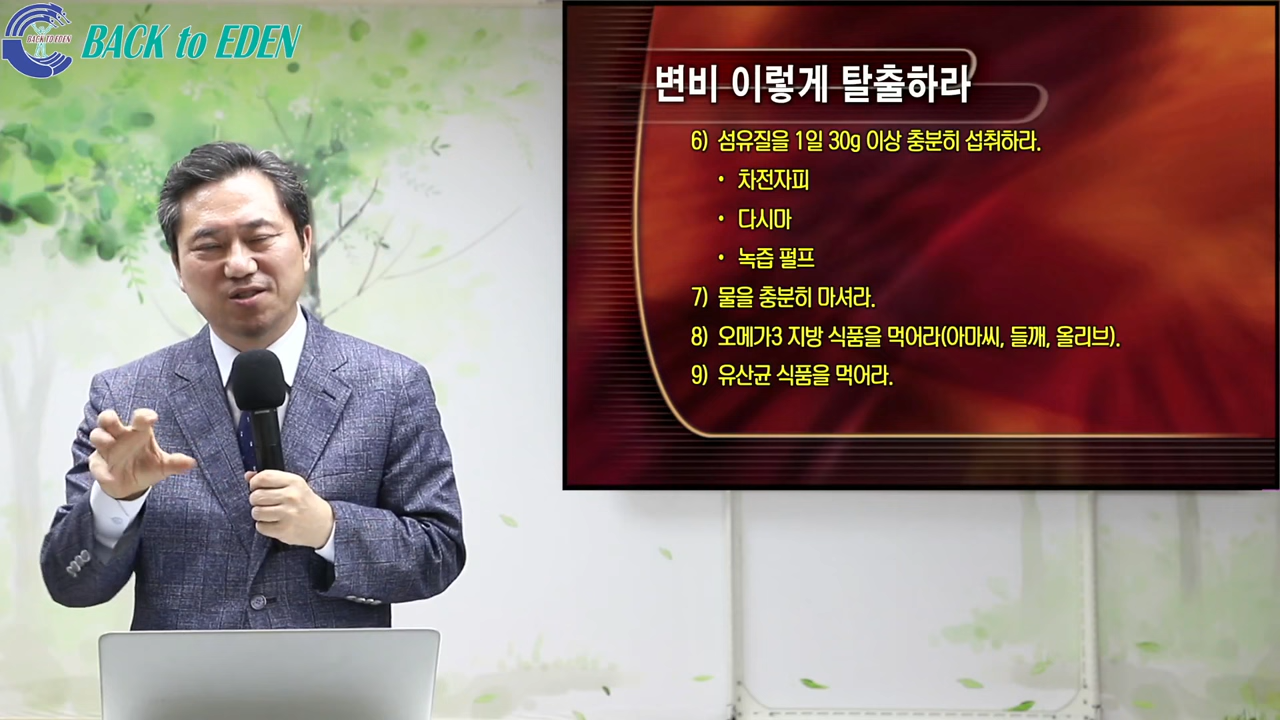 BACK to EDEN
BACK TO EDEN
변비 이렇게 탈출하라
6) 섬유질을 1일 30g 이상 충분히 섭취하라.
• 차전자피
• 다시마
• 녹즙 펄프
7) 물을 충분히 마셔라.
8) 오메가3 지방 식품을 먹어라(아마씨, 들깨, 올리브).
9) 유산균 식품을 먹어라.